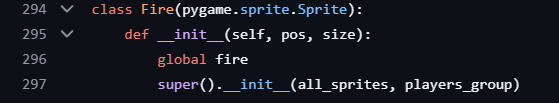 294 class Fire(pygame.sprite.Sprite):
295 def __init__(self, pos, size):
296 global fire
297 super().__init__(all_sprites, players_group)